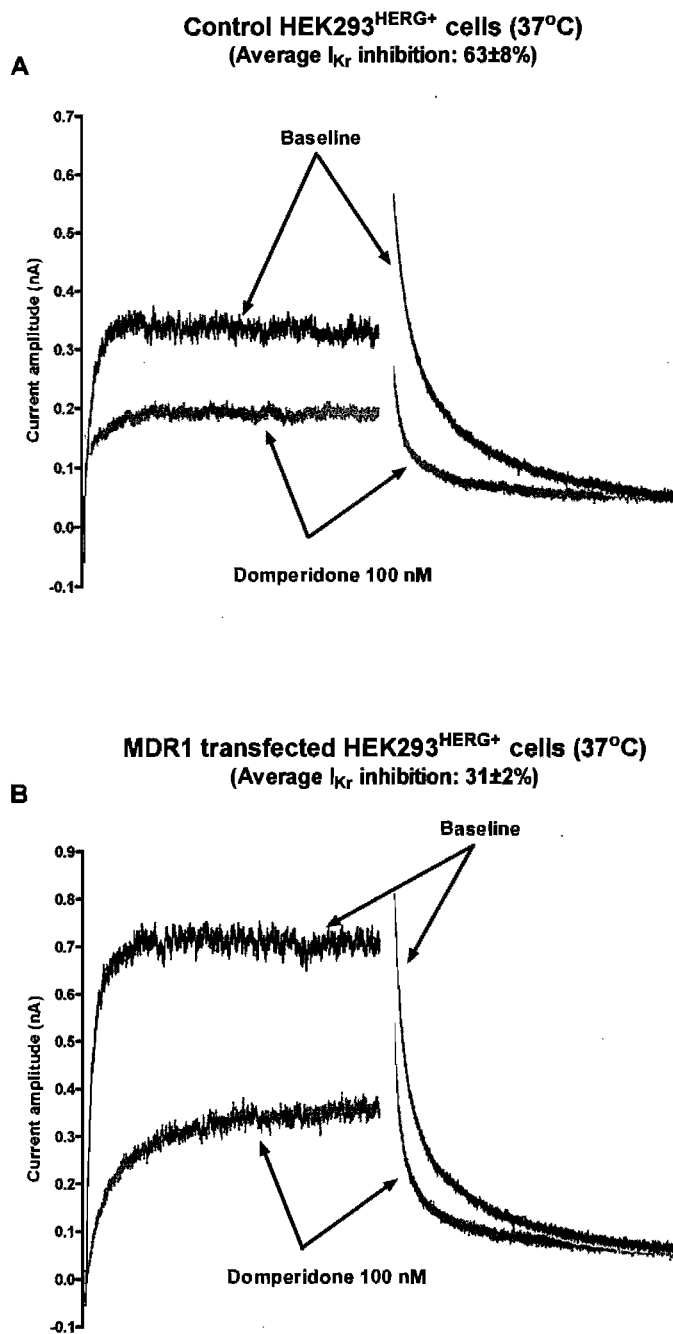 Control HEK293HERG+ cells (37oC)
(Average IKr inhibition: 63±8%)
A
0.7
Baseline
0.6
0.5
0.4
0.3
0.2
0.1
0.0
-0.1
Current amplitude (nA)
Domperidone 100 nM
MDR1 transfected HEK293HERG+ cells (37oC)
(Average IKr inhibition: 31±2%)
B
Baseline
0.9
0.8
0.7
0.6
0.5
0.4
0.3
0.2
0.1
0.0
-0.1
Current amplitude (nA)
Domperidone 100 nM